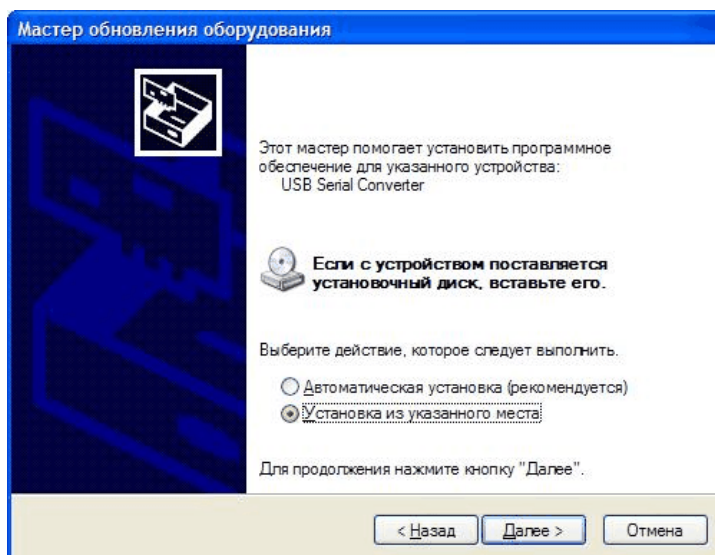 Мастер обновления оборудования
Этот мастер помогает установить программное
обеспечение для указанного устройства:
USB Serial Converter
Если с устройством поставляется
установочный диск, вставьте его.
Выберите действие, которое следует выполнить.
Автоматическая установка (рекомендуется)
Установка из указанного места
Для продолжения нажмите кнопку "Далее".
< Назад Далее > Отмена